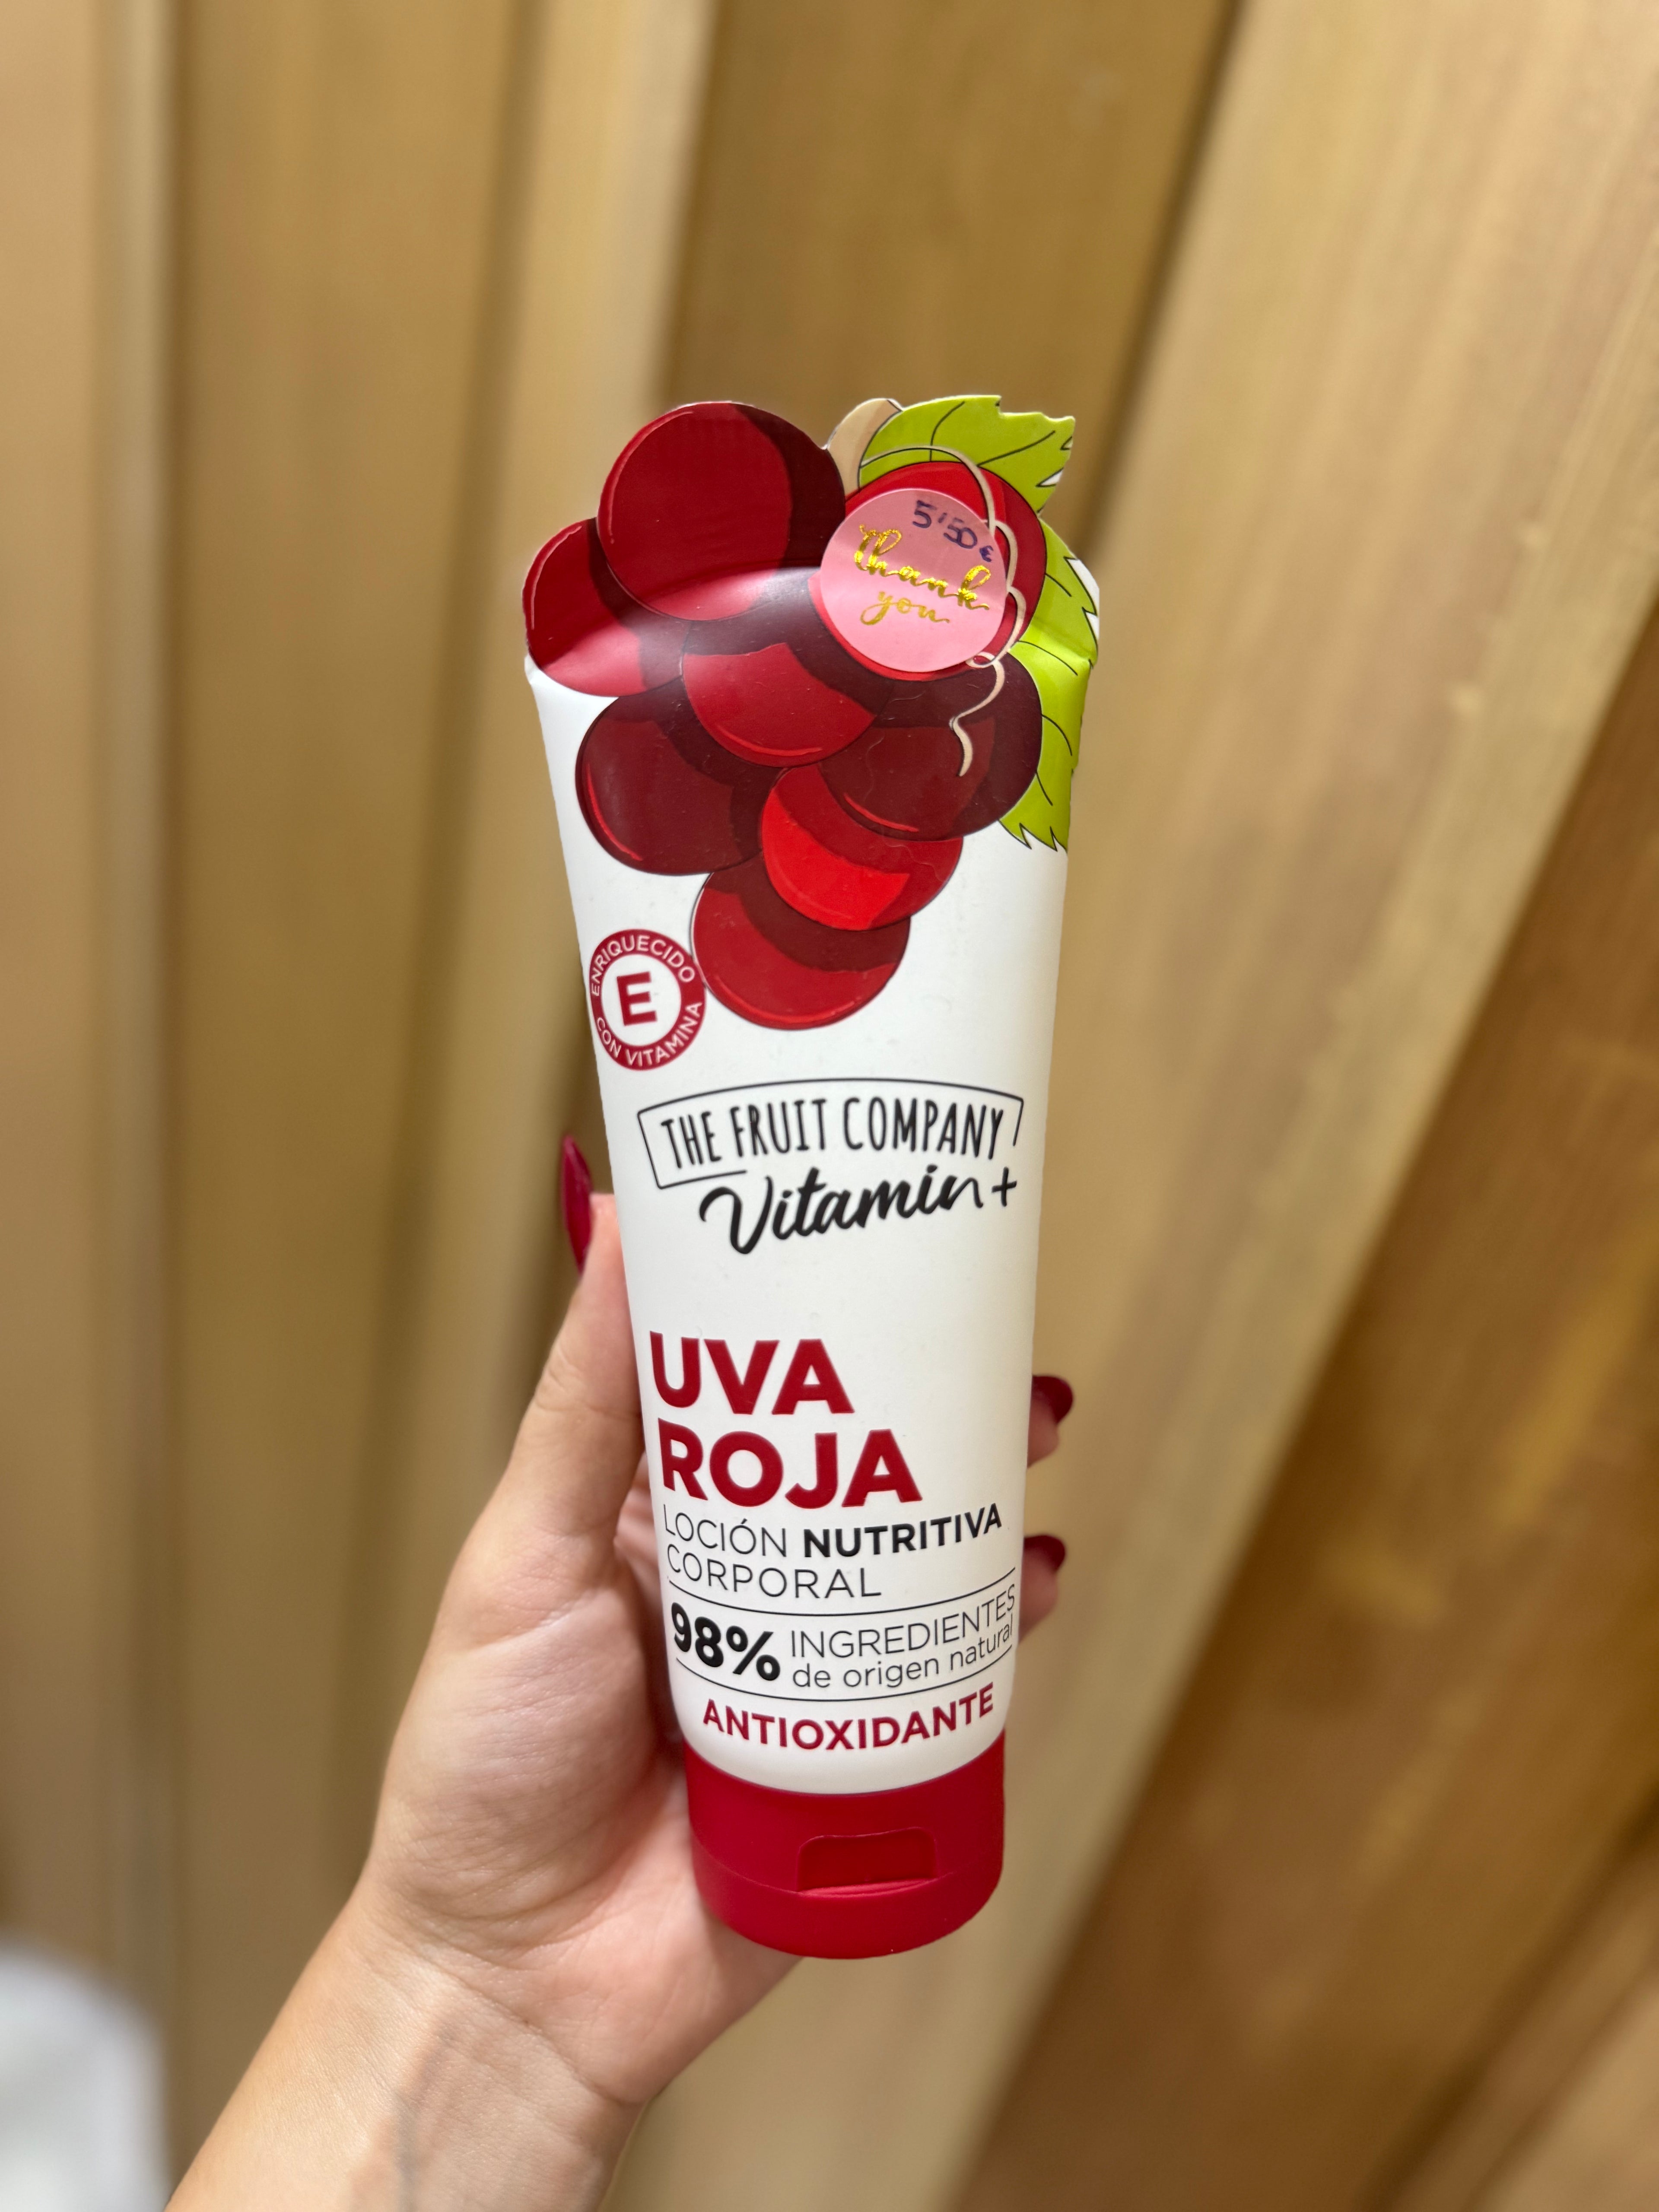 5'50€
thank
you
ENRIQUECIDO
E
CON VITAMINA
THE FRUIT COMPANY
Vitamin+
UVA
ROJA
LOCIÓN NUTRITIVA
CORPORAL
98% INGREDIENTES
de origen natural
ANTIOXIDANTE